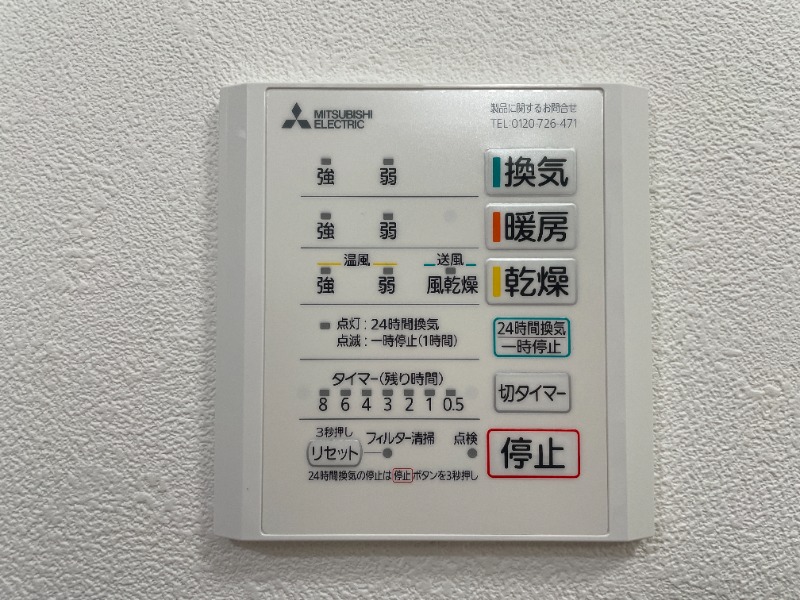 MITSUBISHI
ELECTRIC
製品に関するお問合せ
TEL:0120-726-471
強 弱 換気
強 弱 暖房
温風 送風
強 弱 風乾燥 乾燥
点灯:24時間換気
点滅:一時停止(1時間)
24時間換気
一時停止
タイマー(残り時間)
8 6 4 3 2 1 0.5
切タイマー
3秒押し
リセット フィルター清掃 点検
停止
24時間換気の停止は停止ボタンを3秒押し